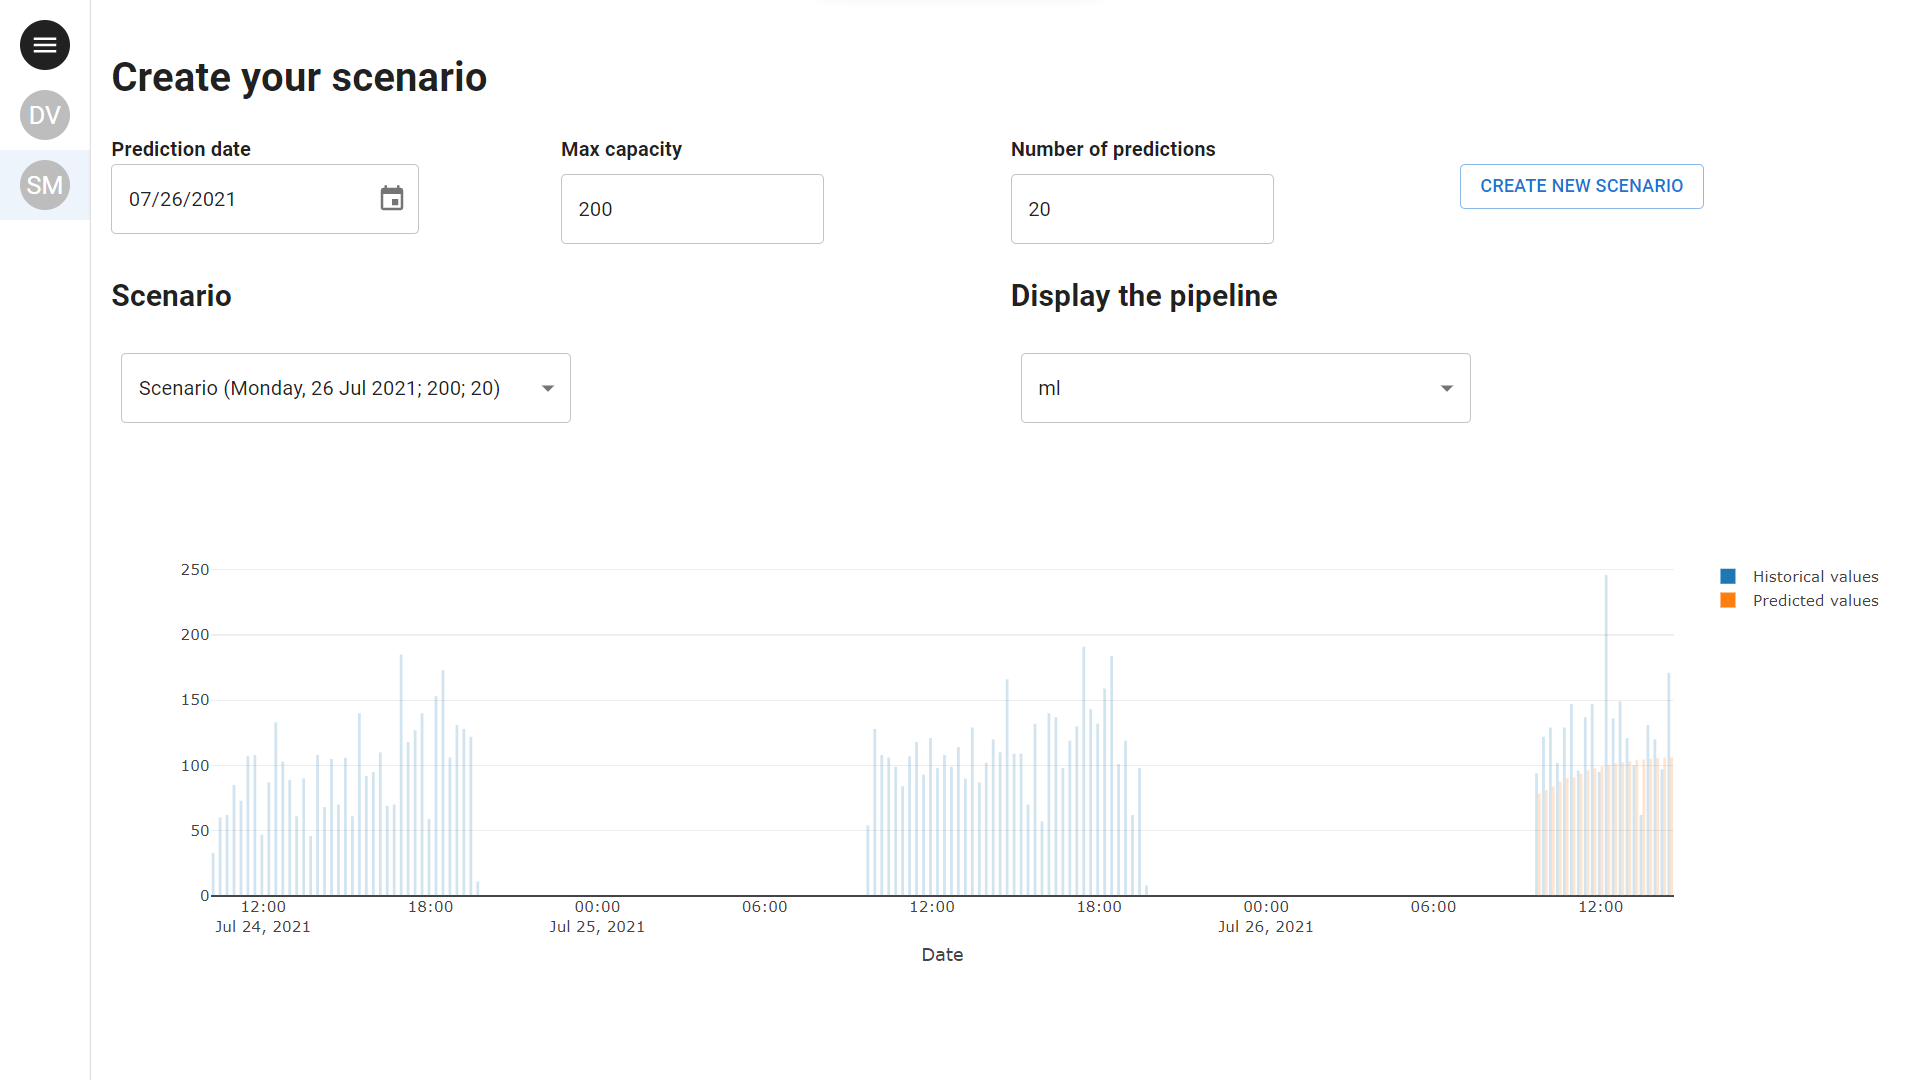 Create your scenario
DV
SM
Prediction date
Max capacity
Number of predictions
07/26/2021
200
20
CREATE NEW SCENARIO
Scenario
Display the pipeline
Scenario (Monday, 26 Jul 2021; 200; 20)
ml
250
200
150
100
50
0
Historical values
Predicted values
12:00 18:00 00:00 06:00 12:00 18:00 00:00 06:00 12:00
Jul 24, 2021 Jul 25, 2021 Jul 26, 2021
Date